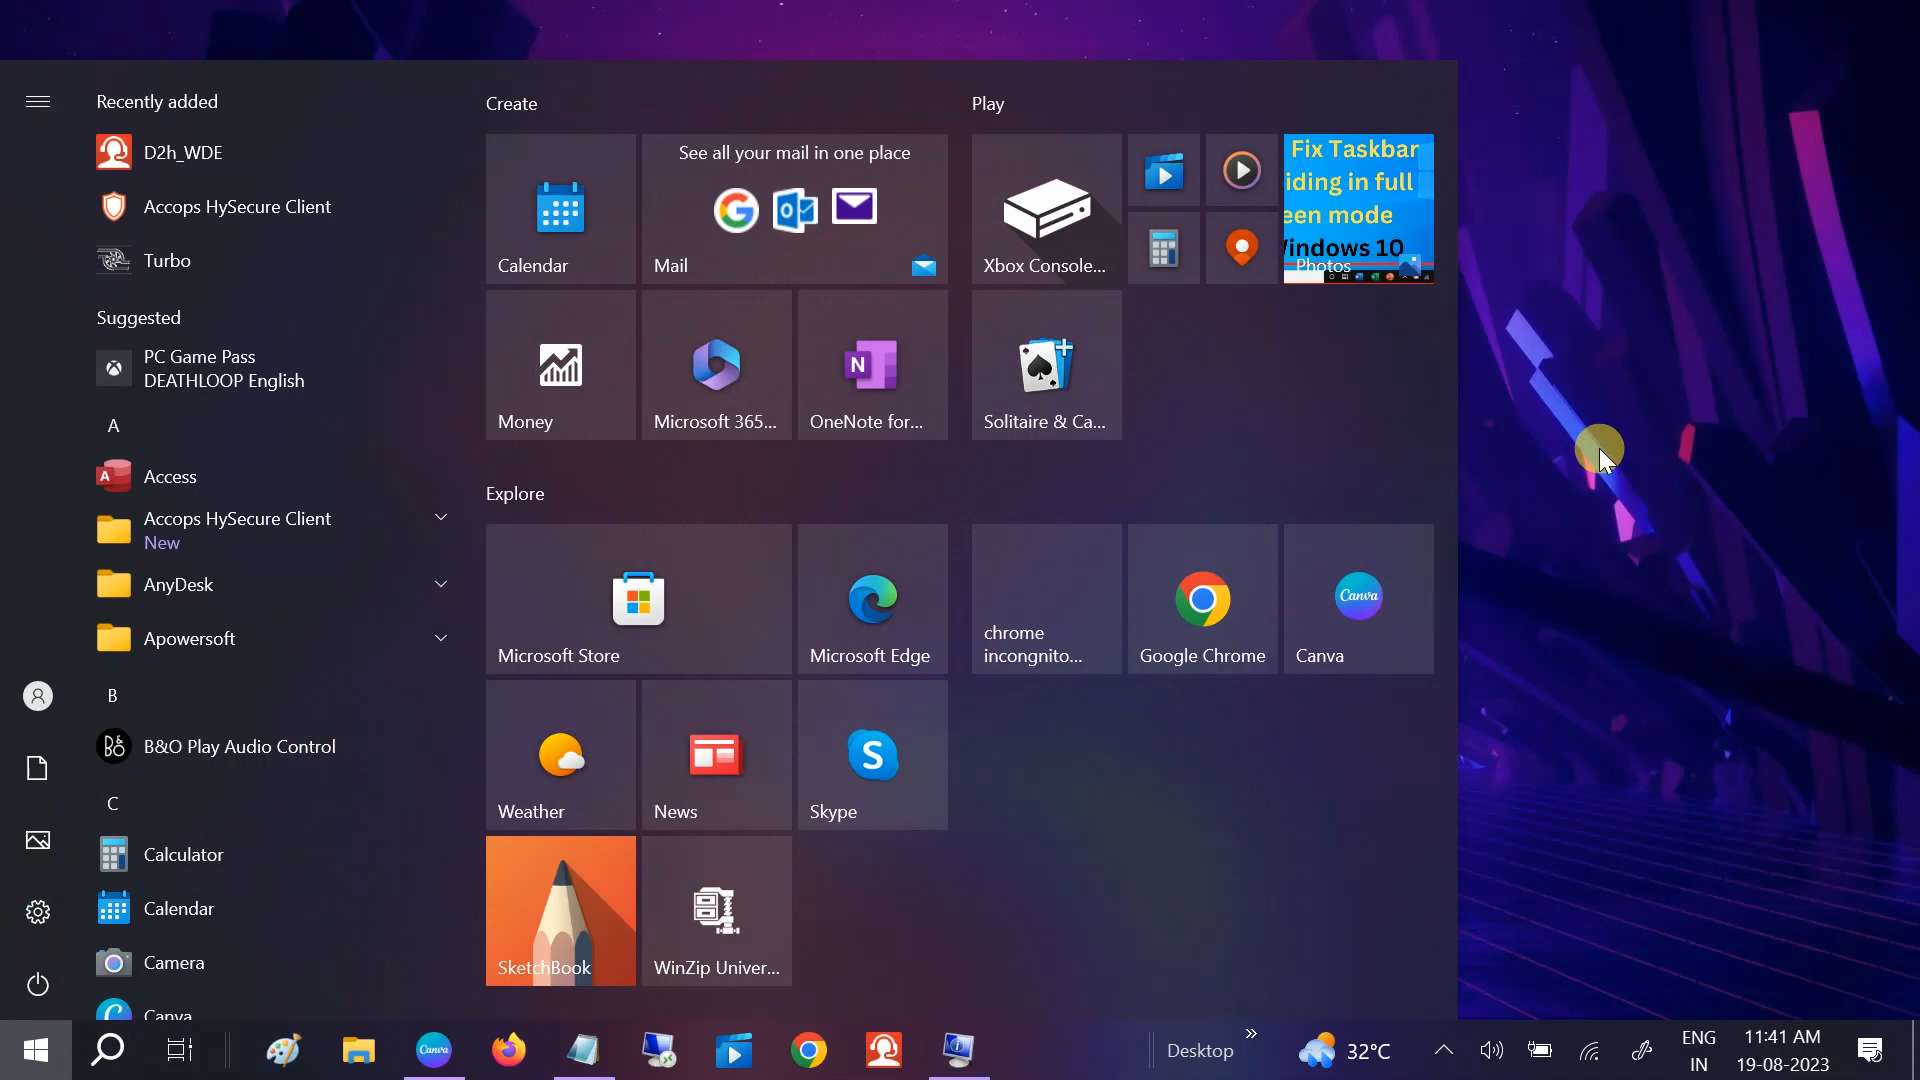 Recently added
D2h_WDE
Accops HySecure Client
Turbo
Suggested
PC Game Pass
DEATHLOOP English
A
Access
Accops HySecure Client
New
AnyDesk
Apowersoft
B
B&O Play Audio Control
C
Calculator
Calendar
Camera
Canva
Create
Calendar
See all your mail in one place
Mail
Money
Microsoft 365...
OneNote for...
Play
Xbox Console...
Fix Taskbar
iding in full
een mode
Windows 10
Photos
Solitaire & Ca...
Explore
Microsoft Store
Microsoft Edge
chrome
incongnito...
Google Chrome
Canva
Canva
Weather
News
Skype
SketchBook
WinZip Univer...
Canva
Desktop
32°C
ENG
IN
11:41 AM
19-08-2023